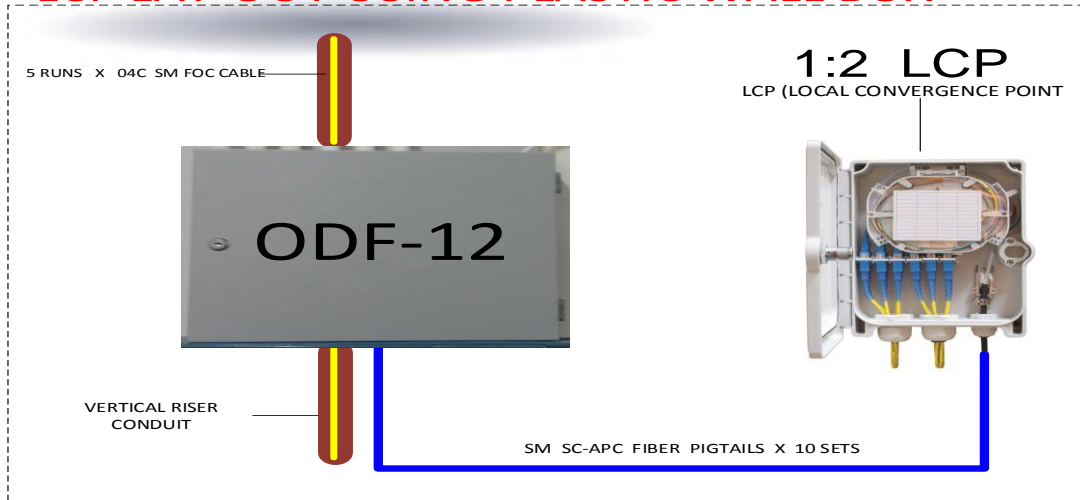 5 RUNS X 04C SM FOC CABLE
1:2 LCP
LCP (LOCAL CONVERGENCE POINT
ODF-12
VERTICAL RISER
CONDUIT
SM SC-APC FIBER PIGTAILS X 10 SETS